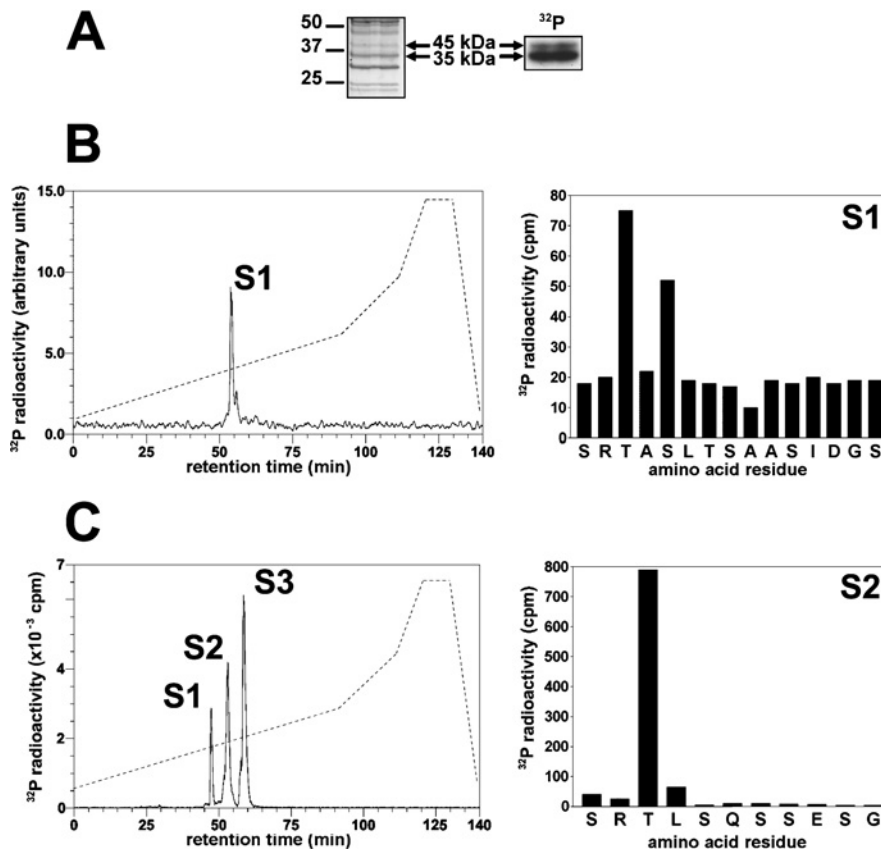 A
50
37
25
45 kDa
35 kDa
32P
B
32P radioactivity (arbitrary units)
15.0
10.0
5.0
0.0
S1
0 25 50 75 100 125 140
retention time (min)
S1
32P radioactivity (cpm)
80
70
60
50
40
30
20
10
0
S R T A S L T S A A S I D G S
amino acid residue
C
32P radioactivity (x10⁻³ cpm)
7
6
4
2
0
S1
S2
S3
0 25 50 75 100 125 140
retention time (min)
S2
32P radioactivity (cpm)
800
700
600
500
400
300
200
100
0
S R T L S Q S S E S G
amino acid residue